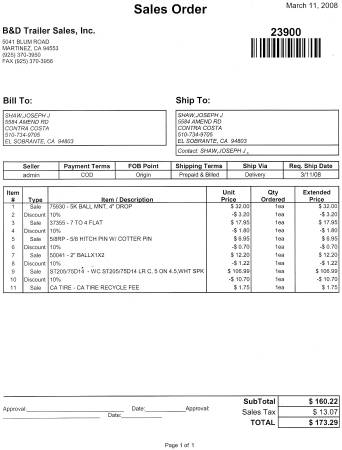 Sales Order
March 11, 2008
B&D Trailer Sales, Inc.
5041 BLUM ROAD
MARTINEZ, CA 94553
(925) 370-3950
FAX (925) 370-3956
23900
Bill To:
SHAW,JOSEPH J
5584 AMEND RD
CONTRA COSTA
510-734-9705
EL SOBRANTE, CA 94803
Ship To:
SHAW,JOSEPH J
5584 AMEND RD
CONTRA COSTA
510-734-9705
EL SOBRANTE, CA 94803
Contact: SHAW,JOSEPH J ,
Seller Payment Terms FOB Point Shipping Terms Ship Via Req. Ship Date
admin COD Origin Prepaid & Billed Delivery 3/11/08
Item # Type Item / Description Unit Price Qty Ordered Extended Price
1 Sale 75930 - 5K BALL MNT, 4" DROP $ 32.00 1ea $ 32.00
2 Discount 10% -$ 3.20 1ea -$ 3.20
3 Sale 37355 - 7 TO 4 FLAT $ 17.95 1ea $ 17.95
4 Discount 10% -$ 1.80 1ea -$ 1.80
5 Sale 5/8RP - 5/8 HITCH PIN W/ COTTER PIN $ 6.95 1ea $ 6.95
6 Discount 10% -$ 0.70 1ea -$ 0.70
7 Sale 50041 - 2" BALLX1X2 $ 12.20 1ea $ 12.20
8 Discount 10% -$ 1.22 1ea -$ 1.22
9 Sale ST205/75D14 - WC ST205/75D14 LR C, 5 ON 4.5,WHT SPK $ 106.99 1ea $ 106.99
10 Discount 10% -$ 10.70 1ea -$ 10.70
11 Sale CA TIRE - CA TIRE RECYCLE FEE $ 1.75 1ea $ 1.75
SubTotal $ 160.22
Sales Tax $ 13.07
TOTAL $ 173.29
Approval: Date: Approval:
Date:
Page 1 of 1